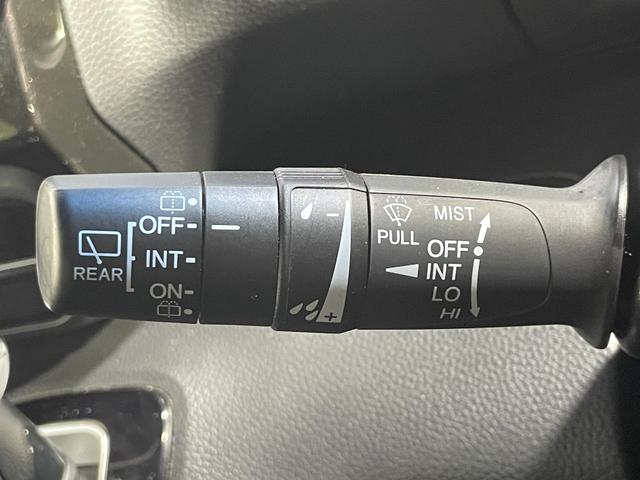 REAR
OFF
INT
ON
−
+
PULL
MIST
OFF
INT
LO
HI